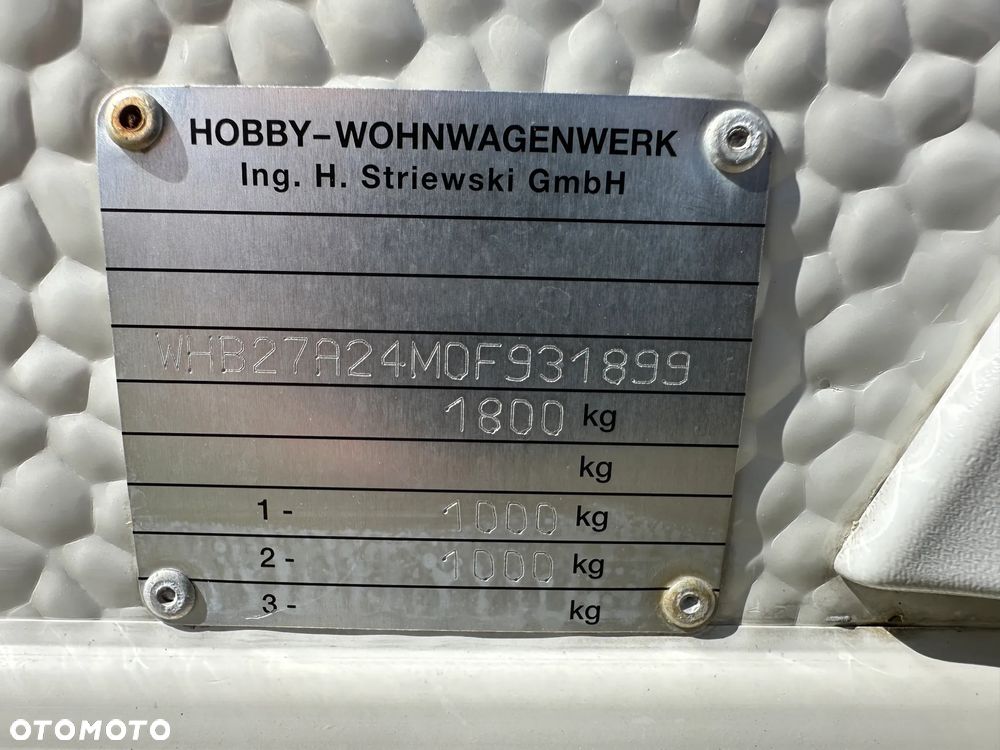 HOBBY–WOHNWAGENWERK
Ing. H. Striewski GmbH
WHB27A24M0F931899
1800 kg
kg
1 - 1000 kg
2 - 1000 kg
3 - kg
OTOMOTO